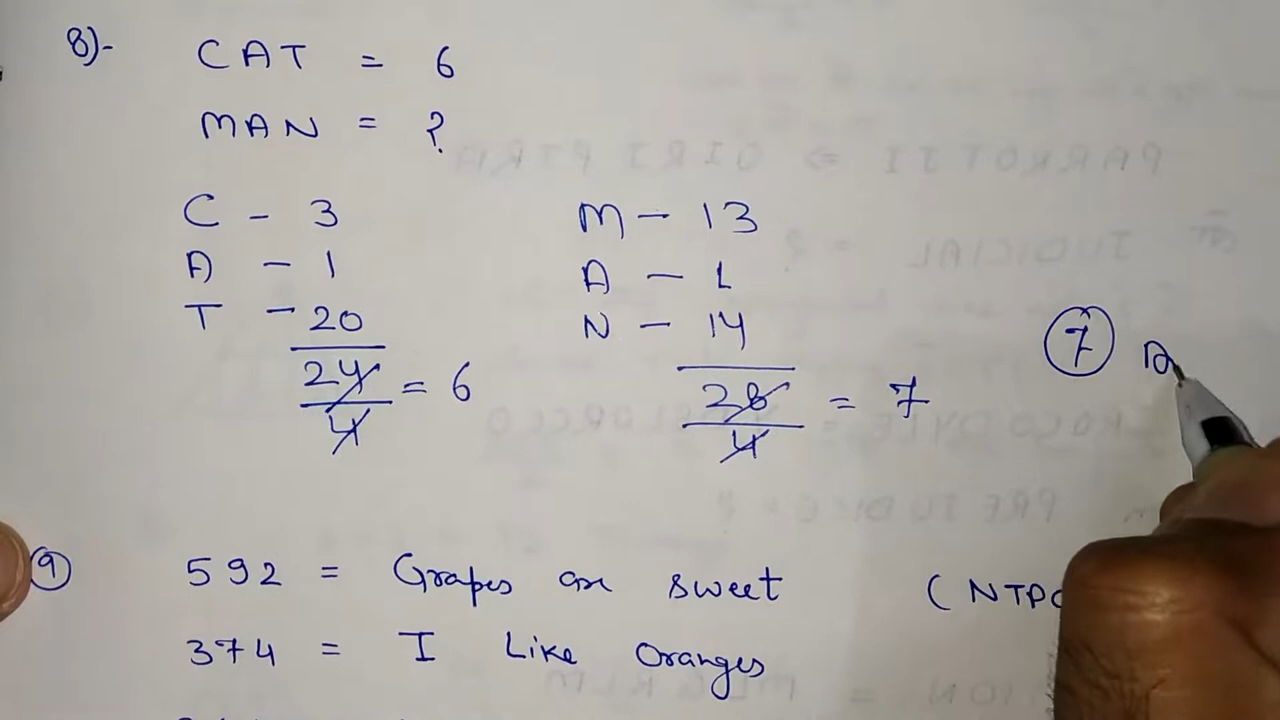 8)- CAT = 6
MAN = ?
C - 3
A - 1
T - 20
24/4 = 6
M - 13
A - 1
N - 14
28/4 = 7
7 A
9 592 = Grapes are sweet (NTPC
374 = I Like Oranges